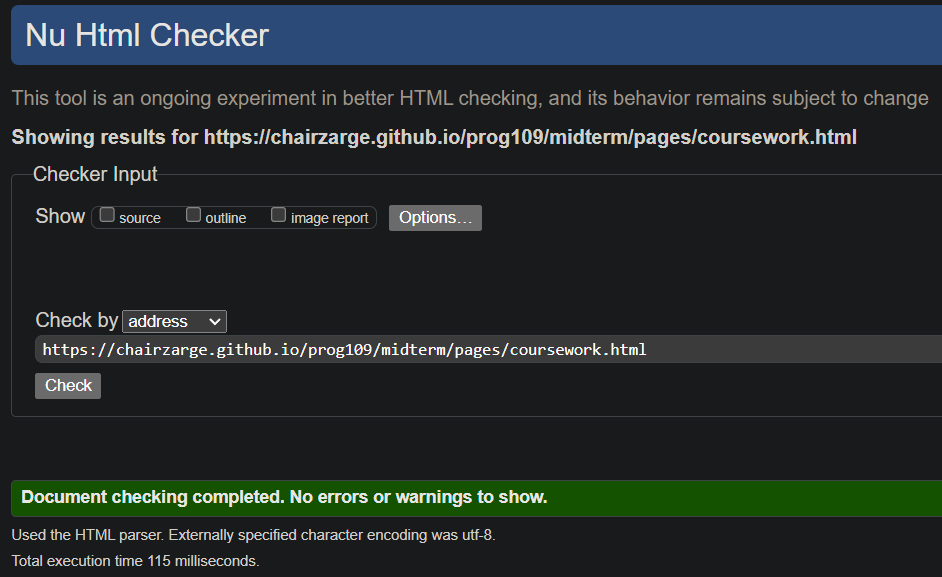 Nu Html Checker
This tool is an ongoing experiment in better HTML checking, and its behavior remains subject to change
Showing results for https://chairzarge.github.io/prog109/midterm/pages/coursework.html
Checker Input
Show source outline image report Options...
Check by address
https://chairzarge.github.io/prog109/midterm/pages/coursework.html
Check
Document checking completed. No errors or warnings to show.
Used the HTML parser. Externally specified character encoding was utf-8.
Total execution time 115 milliseconds.